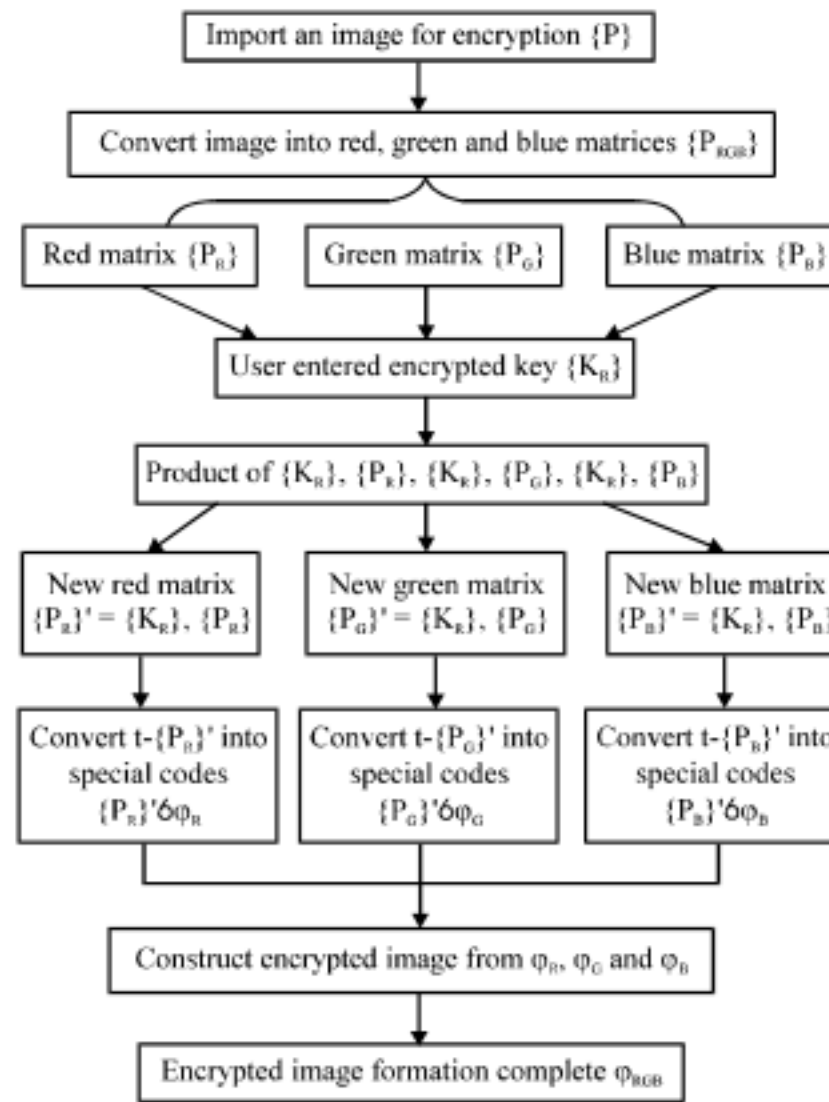 Import an image for encryption {P}
Convert image into red, green and blue matrices {P_RGB}
Red matrix {P_R}
Green matrix {P_G}
Blue matrix {P_B}
User entered encrypted key {K_R}
Product of {K_R}, {P_R}, {K_R}, {P_G}, {K_R}, {P_B}
New red matrix
{P_R}' = {K_R}, {P_R}
New green matrix
{P_G}' = {K_R}, {P_G}
New blue matrix
{P_B}' = {K_R}, {P_B}
Convert t-{P_R}' into
special codes
{P_R}'6φ_R
Convert t-{P_G}' into
special codes
{P_G}'6φ_G
Convert t-{P_B}' into
special codes
{P_B}'6φ_B
Construct encrypted image from φ_R, φ_G and φ_B
Encrypted image formation complete φ_RGB